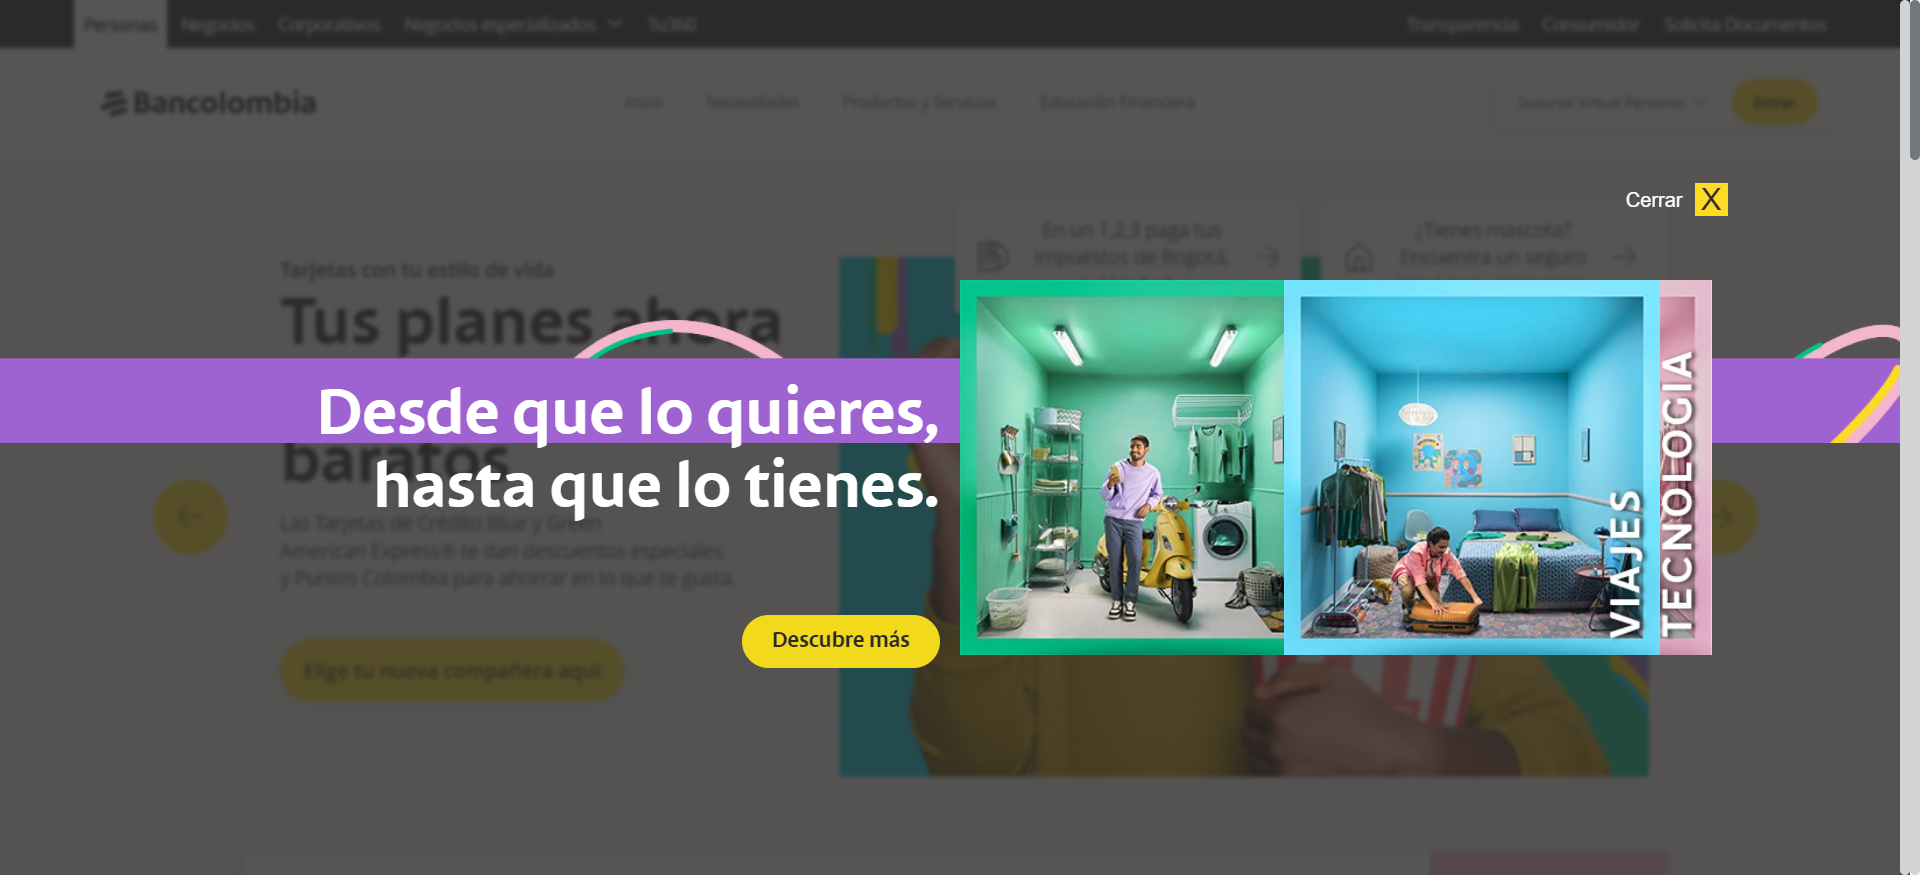 Personas Negocios Corporativos Negocios especializados Tu360 Transparencia Consumidor Solicita Documentos
Bancolombia Inicio Necesidades Productos y Servicios Educación Financiera Sucursal Virtual Personas Entrar
Cerrar X
En un 1,2,3 paga tus
impuestos de Bogotá,
¿Tienes mascota?
Encuentra un seguro
Tarjetas con tu estilo de vida
Tus planes ahora
baratos
Desde que lo quieres,
hasta que lo tienes.
Las Tarjetas de Crédito Blue y Green
American Express® te dan descuentos especiales
y Puntos Colombia para ahorrar en lo que te gusta.
Descubre más
Elige tu nueva compañera aquí
VIAJES
TECNOLOGIA